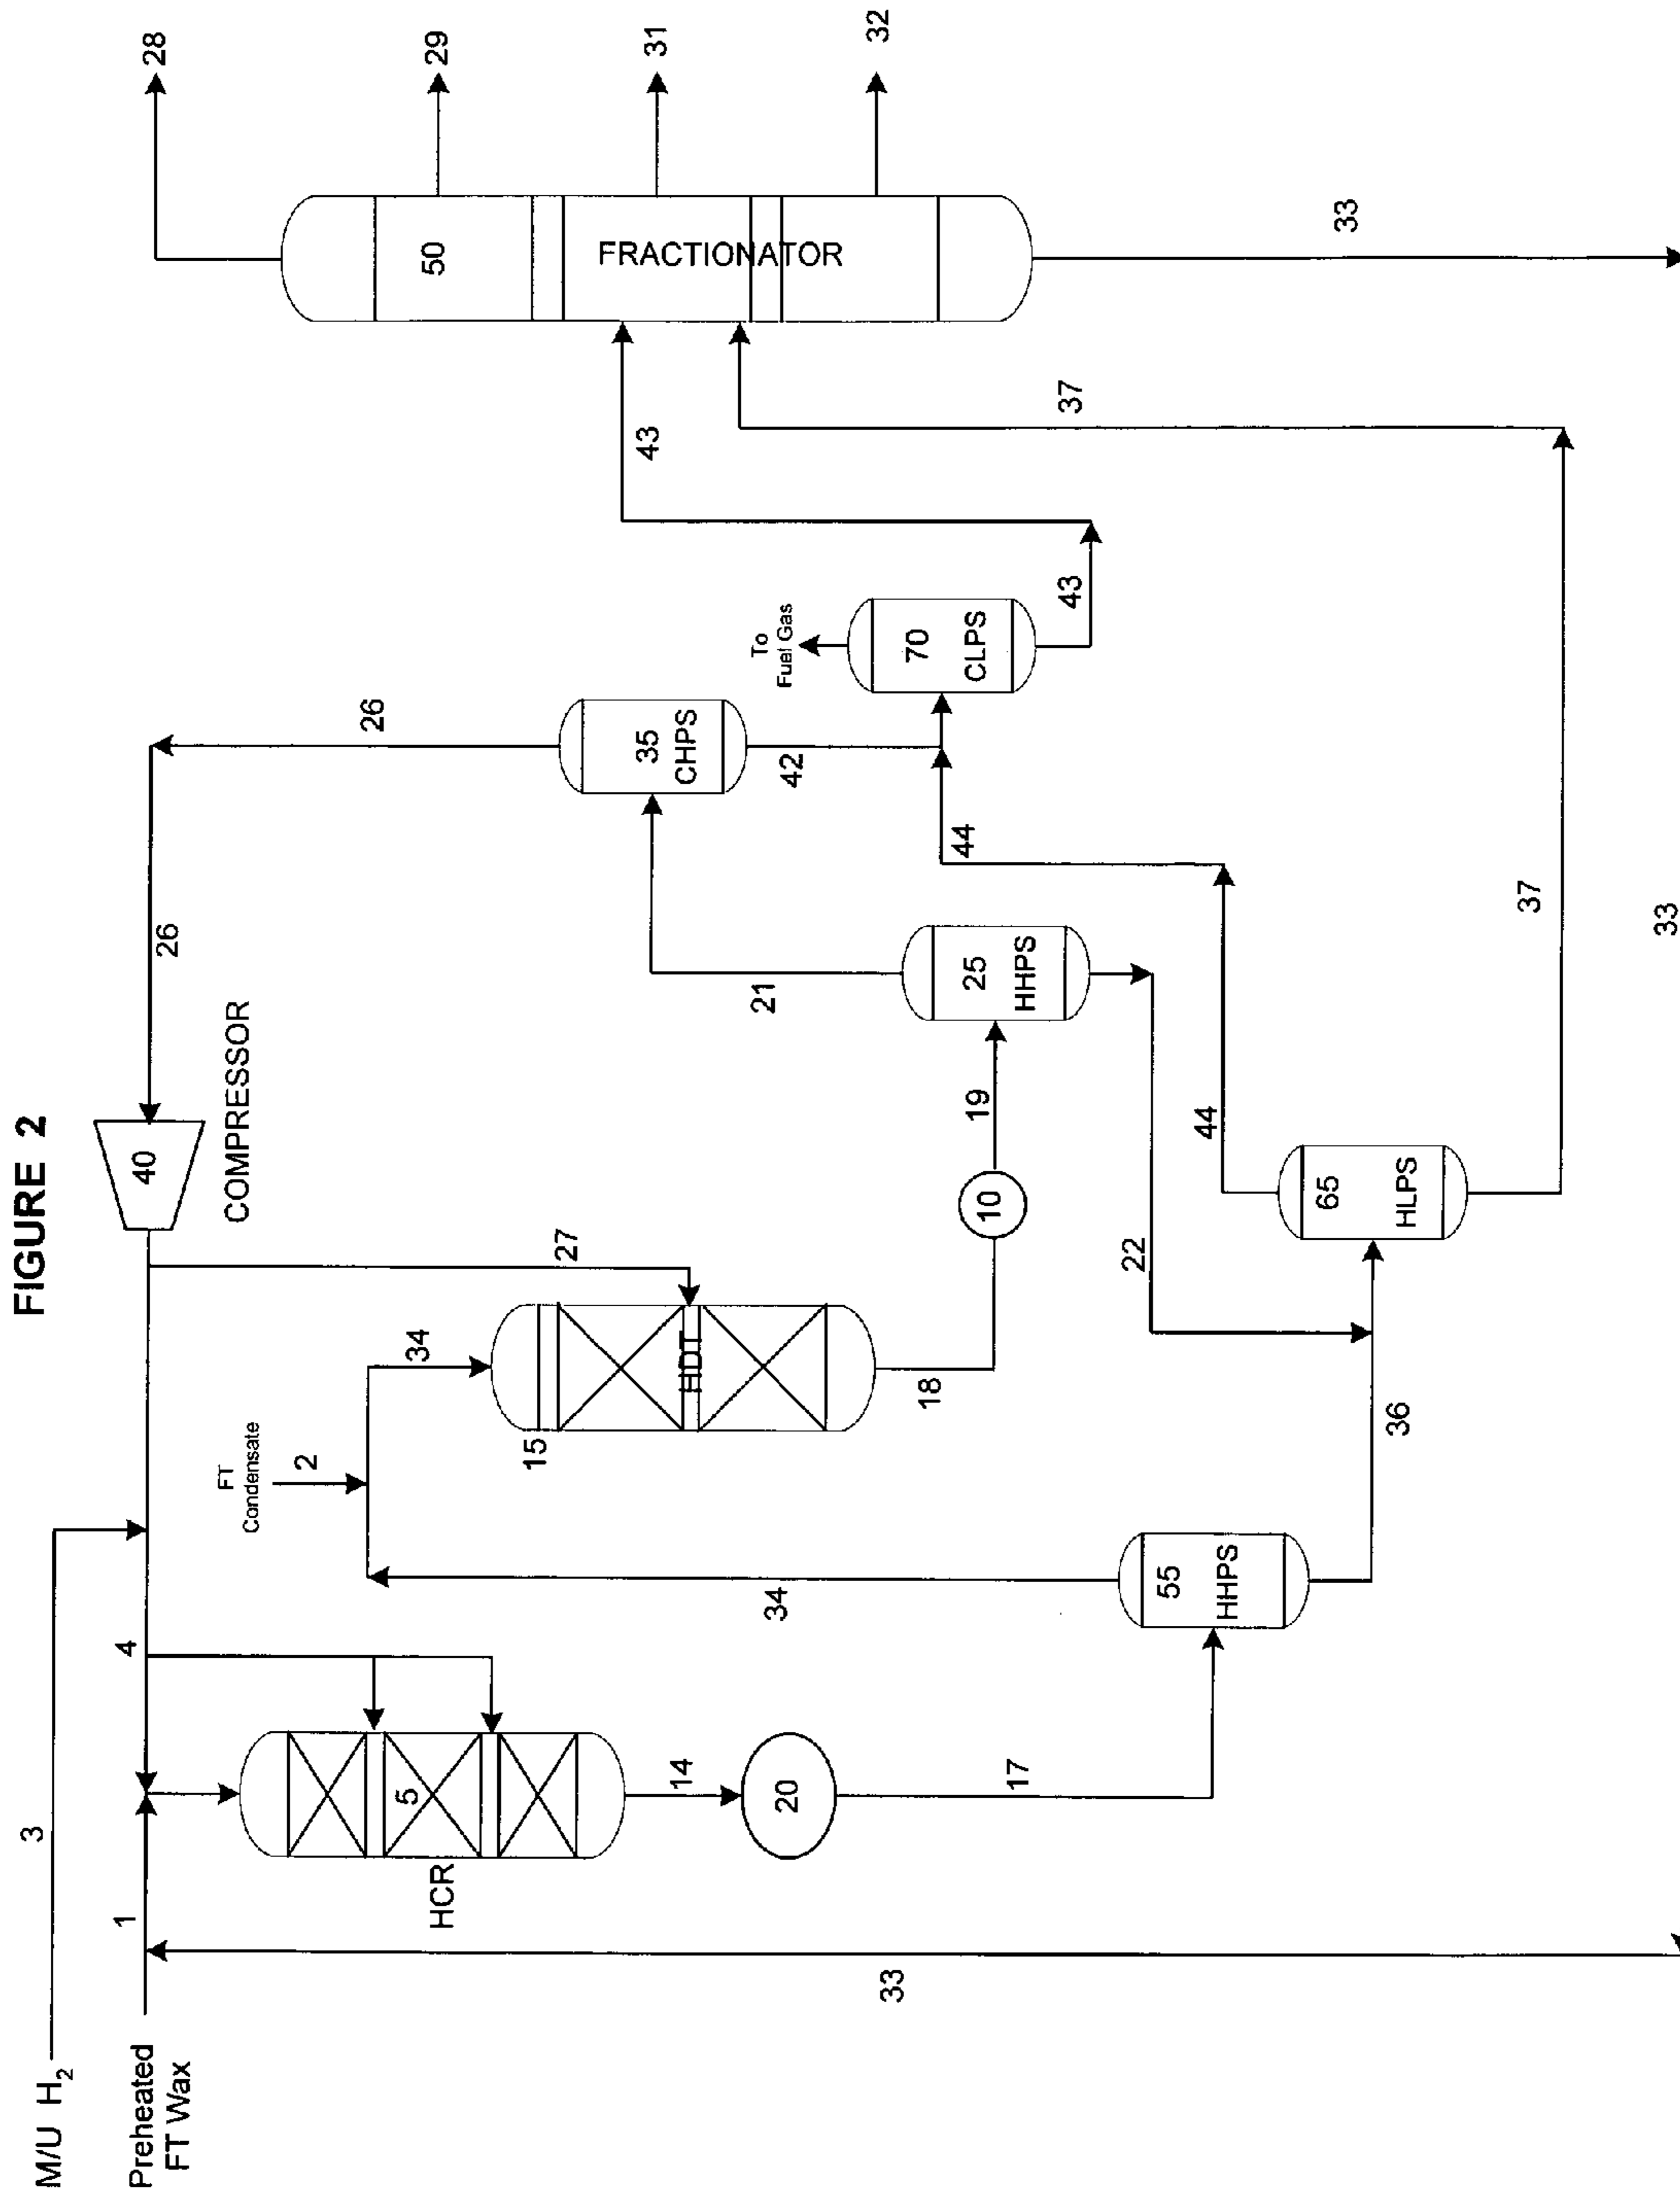 FIGURE 2
M/U H₂
3
Preheated
FT Wax
1
4
33
HCR
5
14
20
17
FT
Condensate
2
34
34
55
HHPS
36
15
HDT
27
18
10
19
40
COMPRESSOR
26
26
25
HHPS
21
22
65
HLPS
44
44
37
37
35
CHPS
42
To
Fuel Gas
70
CLPS
43
43
50
FRACTIONATOR
28
29
31
32
33
33